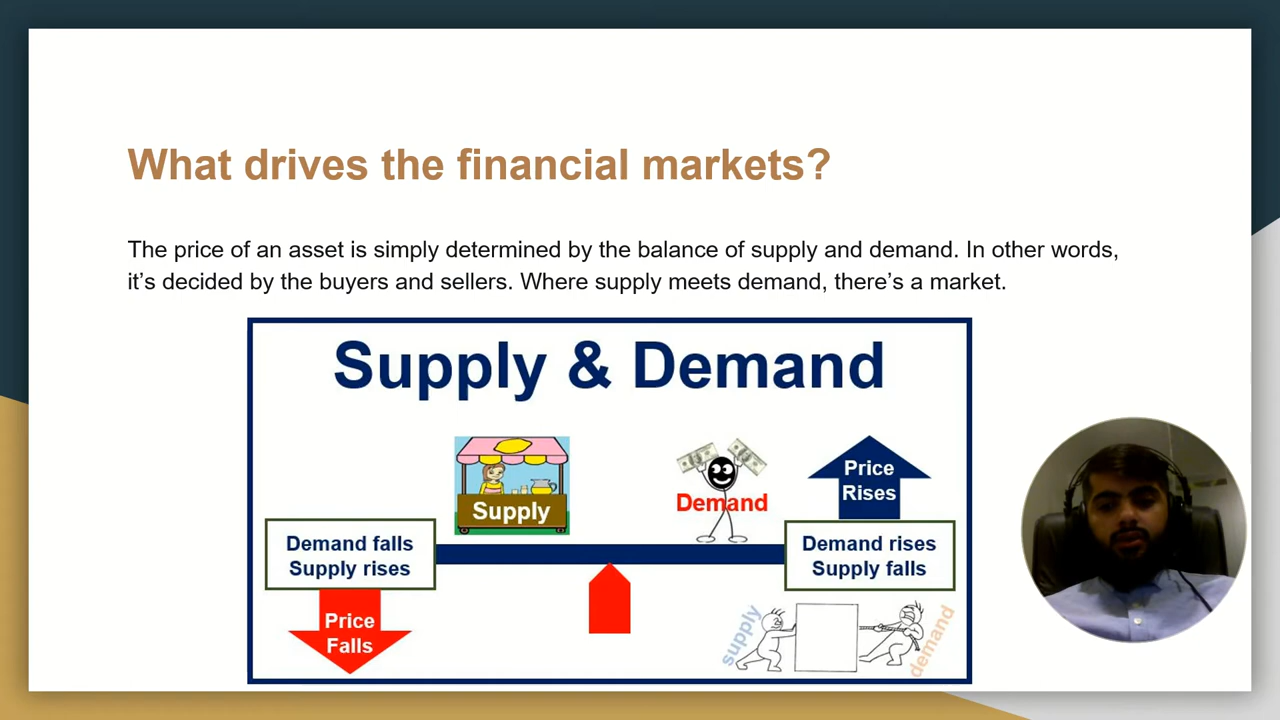 What drives the financial markets?
The price of an asset is simply determined by the balance of supply and demand. In other words,
it’s decided by the buyers and sellers. Where supply meets demand, there’s a market.
Supply & Demand
Supply
Demand
Price
Rises
Demand falls
Supply rises
Demand rises
Supply falls
Price
Falls
supply
demand